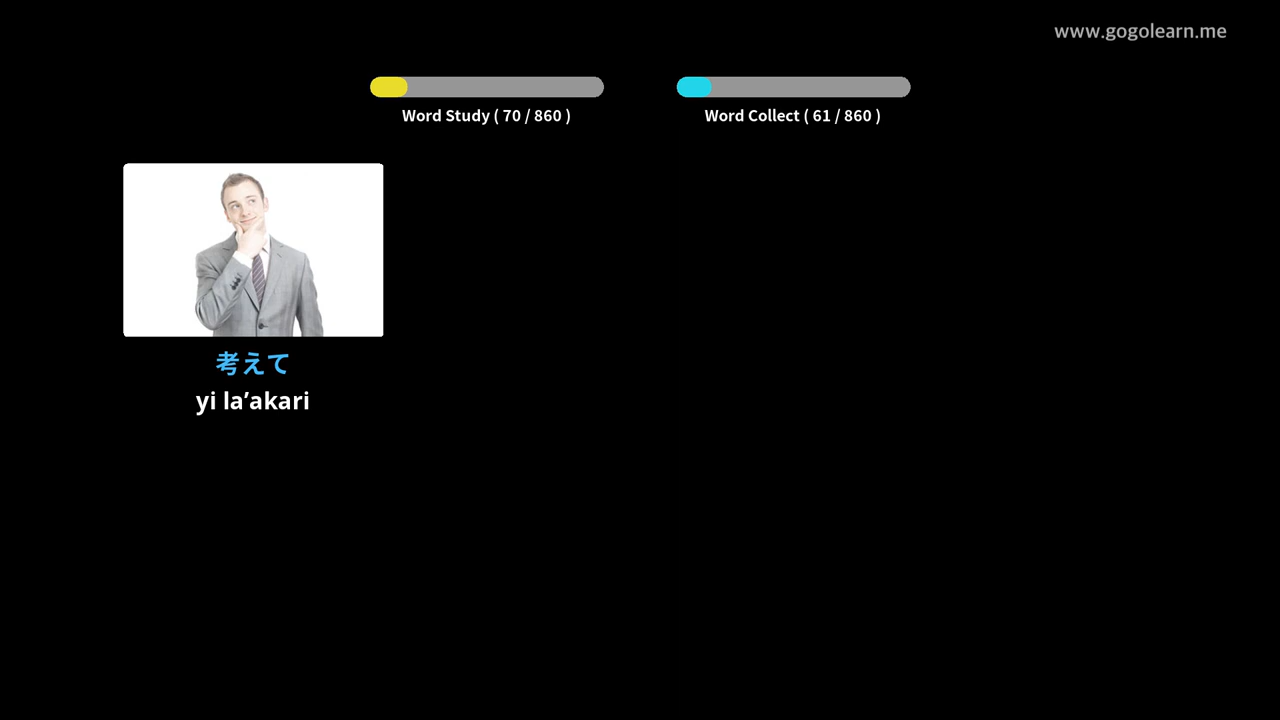 www.gogolearn.me
Word Study ( 70 / 860 )
Word Collect ( 61 / 860 )
考えて
yi la’akari